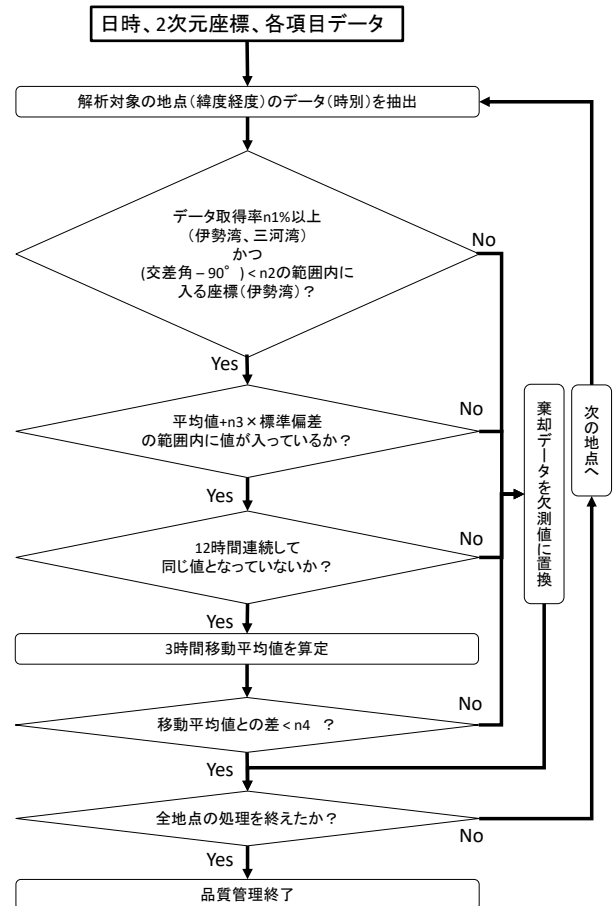 日時、2次元座標、各項目データ
解析対象の地点（緯度経度）のデータ（時別）を抽出
データ取得率n1%以上
（伊勢湾、三河湾）
かつ
（交差角－90°）＜n2の範囲内に
入る座標（伊勢湾）？
No
Yes
平均値+n3×標準偏差
の範囲内に値が入っているか？
No
Yes
12時間連続して
同じ値となっていないか？
No
Yes
3時間移動平均値を算定
移動平均値との差＜n4 ？
No
Yes
棄却データを欠測値に置換
次の地点へ
全地点の処理を終えたか？
No
Yes
品質管理終了